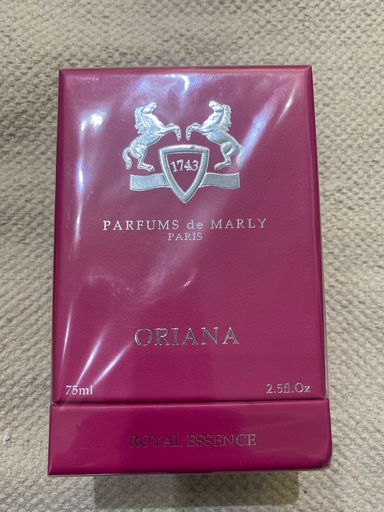 1743
PARFUMS de MARLY
PARIS
ORIANA
75ml 2.5fl.Oz
ROYAL ESSENCE